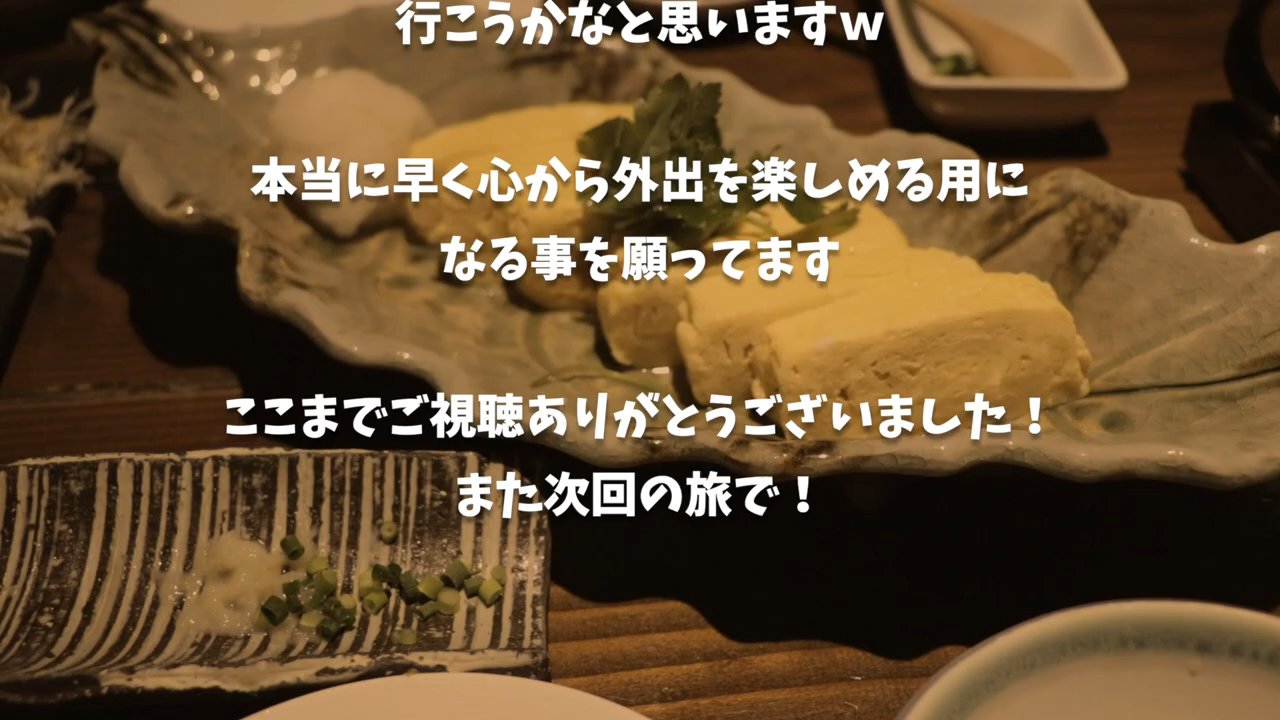 行こうかなと思いますw
本当に早く心から外出を楽しめる用に
なる事を願ってます
ここまでご視聴ありがとうございました！
また次回の旅で！